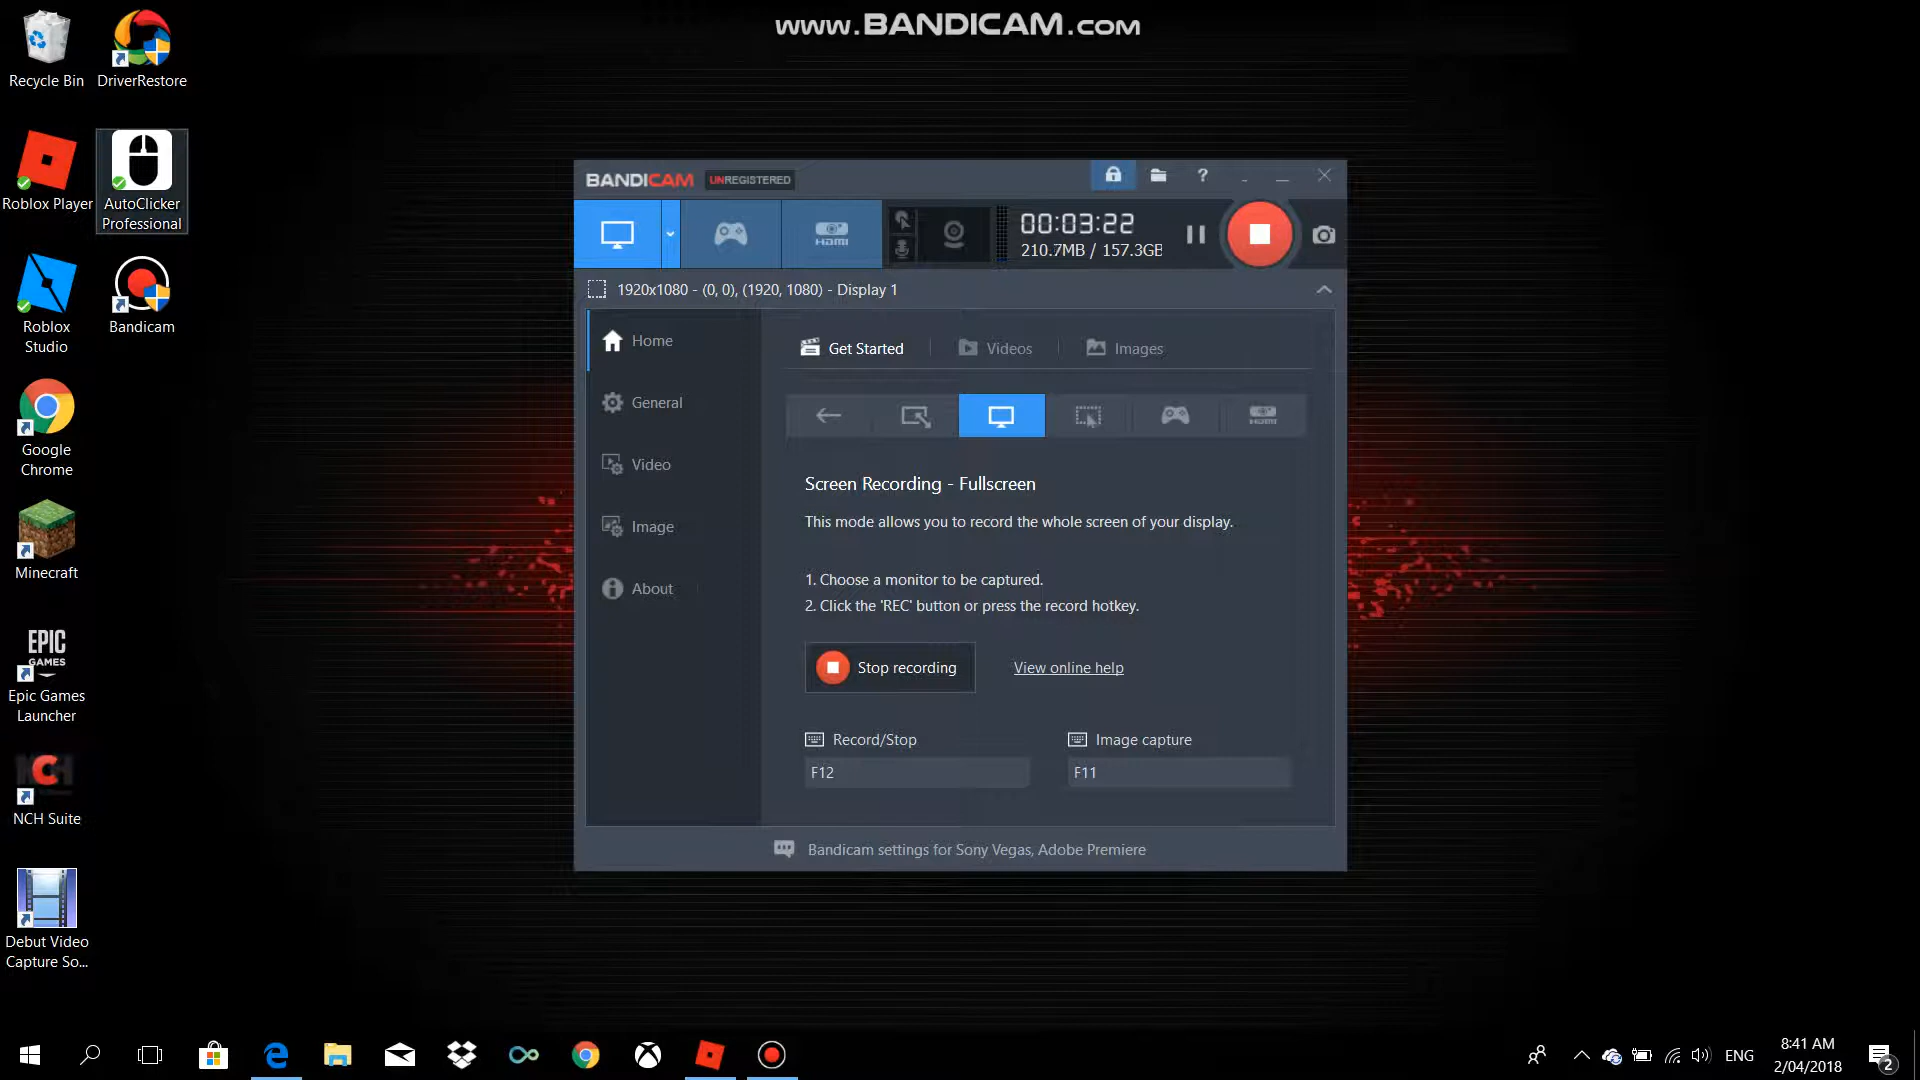 www.BANDICAM.com
Recycle Bin
DriverRestore
Roblox Player
AutoClicker
Professional
Roblox
Studio
Bandicam
Google
Chrome
Minecraft
EPIC
GAMES
Epic Games
Launcher
NCH Suite
Debut Video
Capture So...
BANDICAM UNREGISTERED
?
HDMI
00:03:22
210.7MB / 157.3GB
1920x1080 - (0, 0), (1920, 1080) - Display 1
Home
General
Video
Image
About
Get Started
Videos
Images
HDMI
Screen Recording - Fullscreen
This mode allows you to record the whole screen of your display.
1. Choose a monitor to be captured.
2. Click the 'REC' button or press the record hotkey.
Stop recording
View online help
Record/Stop
Image capture
F12
F11
Bandicam settings for Sony Vegas, Adobe Premiere
ENG
8:41 AM
2/04/2018
2